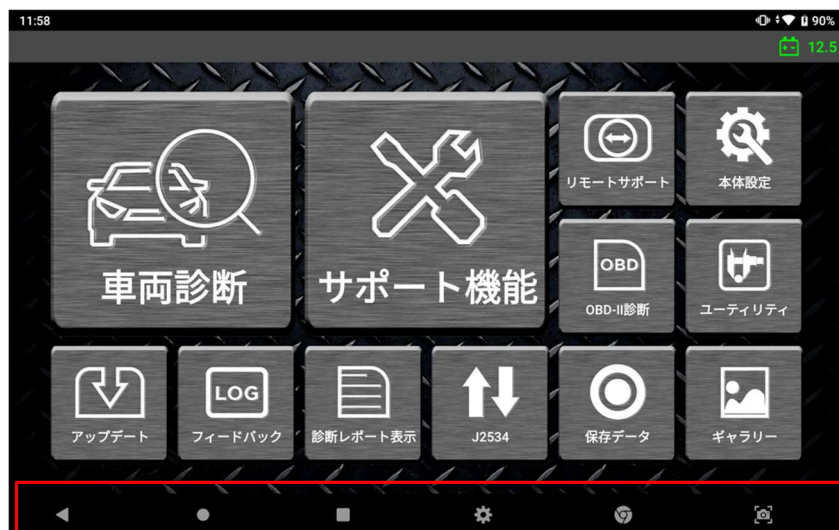 11:58
90%
12.5
リモートサポート
本体設定
車両診断
サポート機能
OBD
OBD-II診断
ユーティリティ
アップデート
LOG
フィードバック
診断レポート表示
J2534
保存データ
ギャラリー